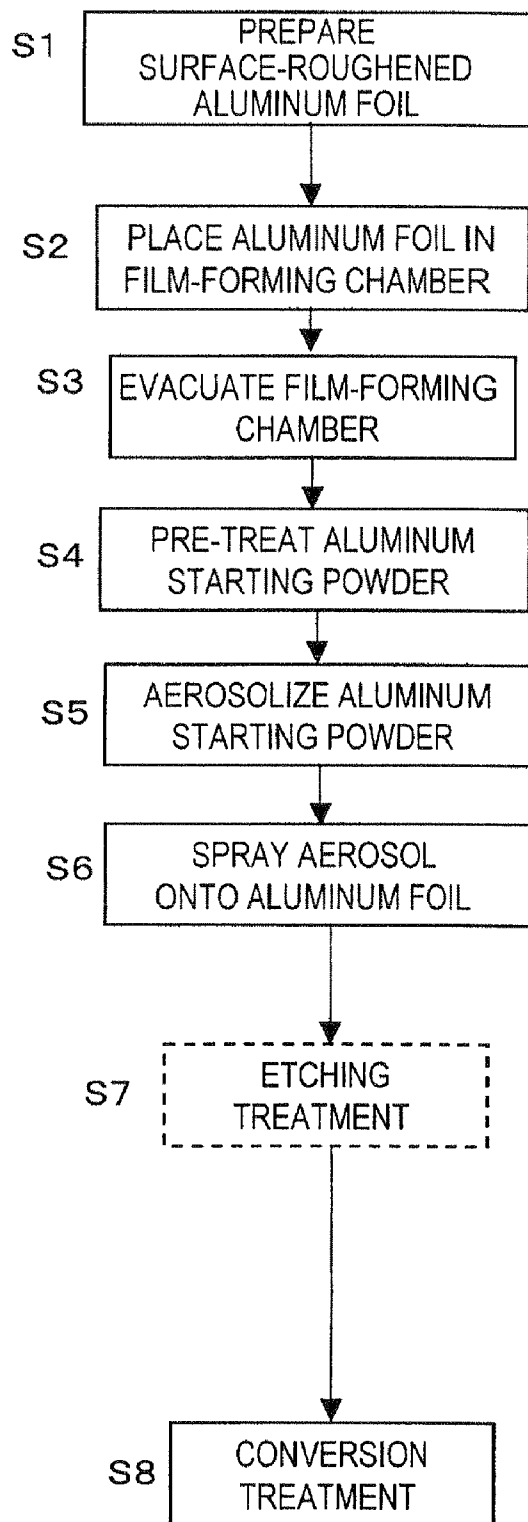 S1
PREPARE
SURFACE-ROUGHENED
ALUMINUM FOIL
S2
PLACE ALUMINUM FOIL IN
FILM-FORMING CHAMBER
S3
EVACUATE FILM-FORMING
CHAMBER
S4
PRE-TREAT ALUMINUM
STARTING POWDER
S5
AEROSOLIZE ALUMINUM
STARTING POWDER
S6
SPRAY AEROSOL
ONTO ALUMINUM FOIL
S7
ETCHING
TREATMENT
S8
CONVERSION
TREATMENT